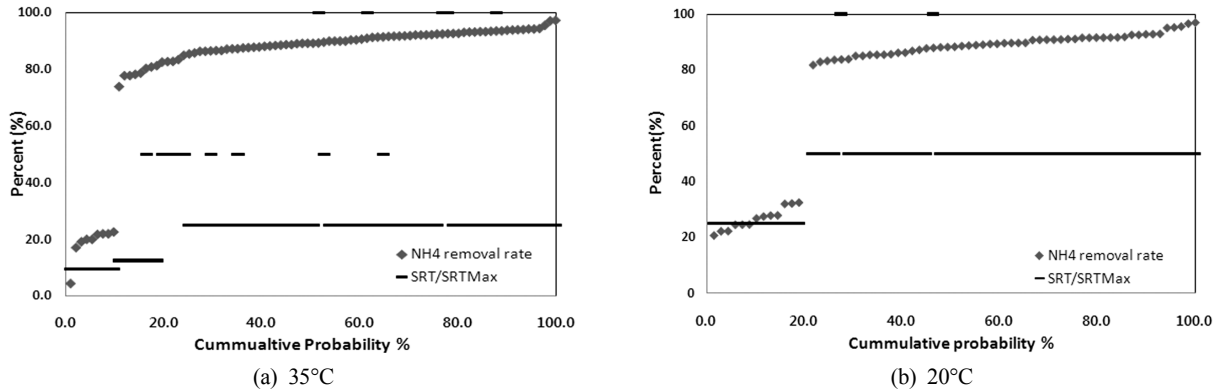 100.0
80.0
60.0
40.0
20.0
0.0
Percent (%)
NH4 removal rate
SRT/SRTMax
0.0 20.0 40.0 60.0 80.0 100.0
Cummualtive Probability %
(a) 35°C
100
80
60
40
20
0
Percent(%)
NH4 removal rate
SRT/SRTMax
0.0 20.0 40.0 60.0 80.0 100.0
Cummulative probability %
(b) 20°C